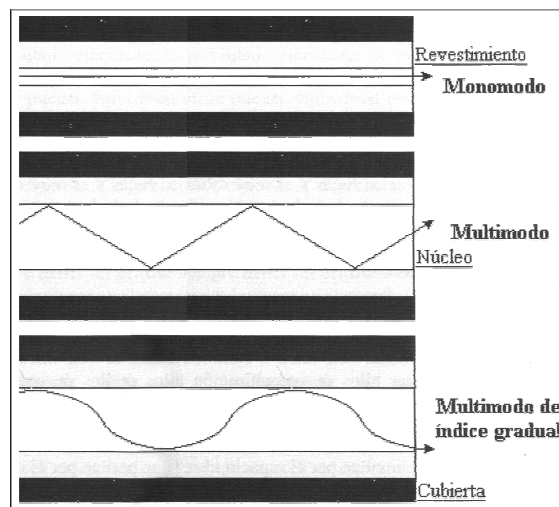 Revestimiento
Monomodo
Multimodo
Núcleo
Multimodo de
índice gradual
Cubierta